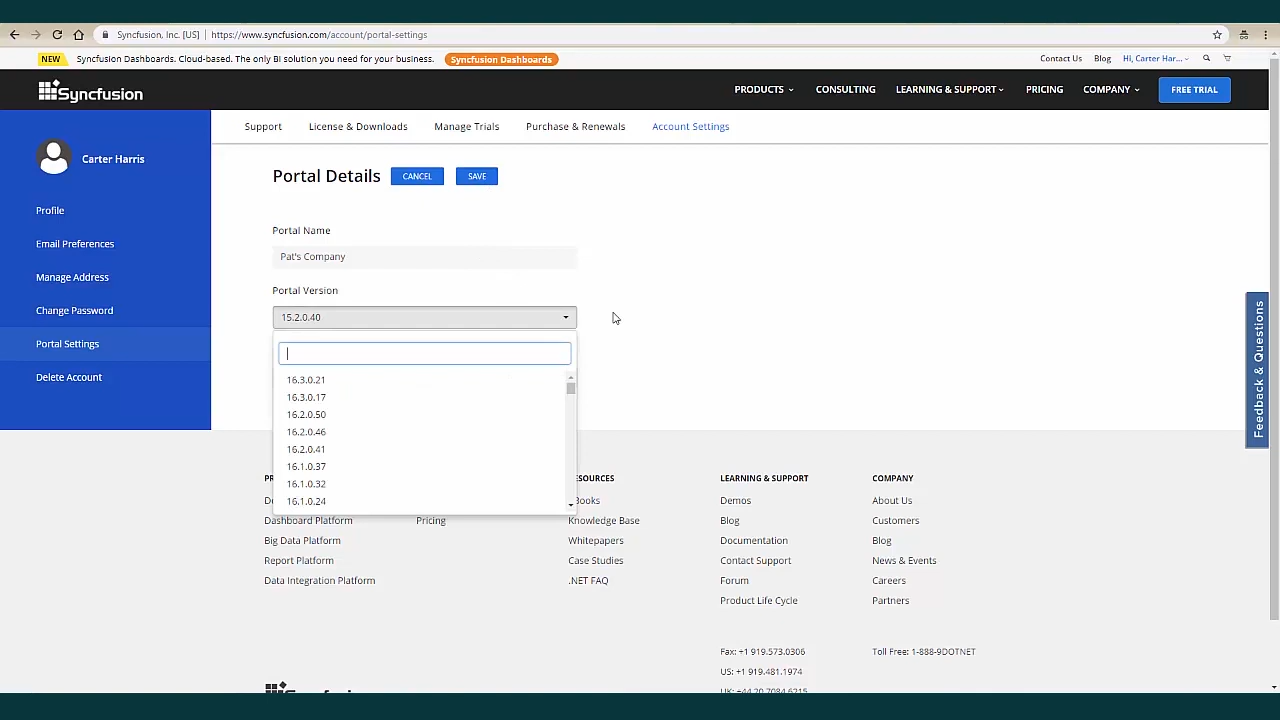 Syncfusion, Inc. [US] | https://www.syncfusion.com/account/portal-settings
NEW Syncfusion Dashboards. Cloud-based. The only BI solution you need for your business. Syncfusion Dashboards
Contact Us Blog Hi, Carter Har...
Syncfusion
PRODUCTS CONSULTING LEARNING & SUPPORT PRICING COMPANY FREE TRIAL
Support License & Downloads Manage Trials Purchase & Renewals Account Settings
Carter Harris
Profile
Email Preferences
Manage Address
Change Password
Portal Settings
Delete Account
Portal Details CANCEL SAVE
Portal Name
Pat's Company
Portal Version
15.2.0.40
16.3.0.21
16.3.0.17
16.2.0.50
16.2.0.46
16.2.0.41
16.1.0.37
16.1.0.32
16.1.0.24
Feedback & Questions
Dashboard Platform
Big Data Platform
Report Platform
Data Integration Platform
Pricing
Knowledge Base
Whitepapers
Case Studies
.NET FAQ
LEARNING & SUPPORT
Demos
Blog
Documentation
Contact Support
Forum
Product Life Cycle
COMPANY
About Us
Customers
Blog
News & Events
Careers
Partners
Fax: +1 919.573.0306
US: +1 919.481.1974
Toll Free: 1-888-9DOTNET